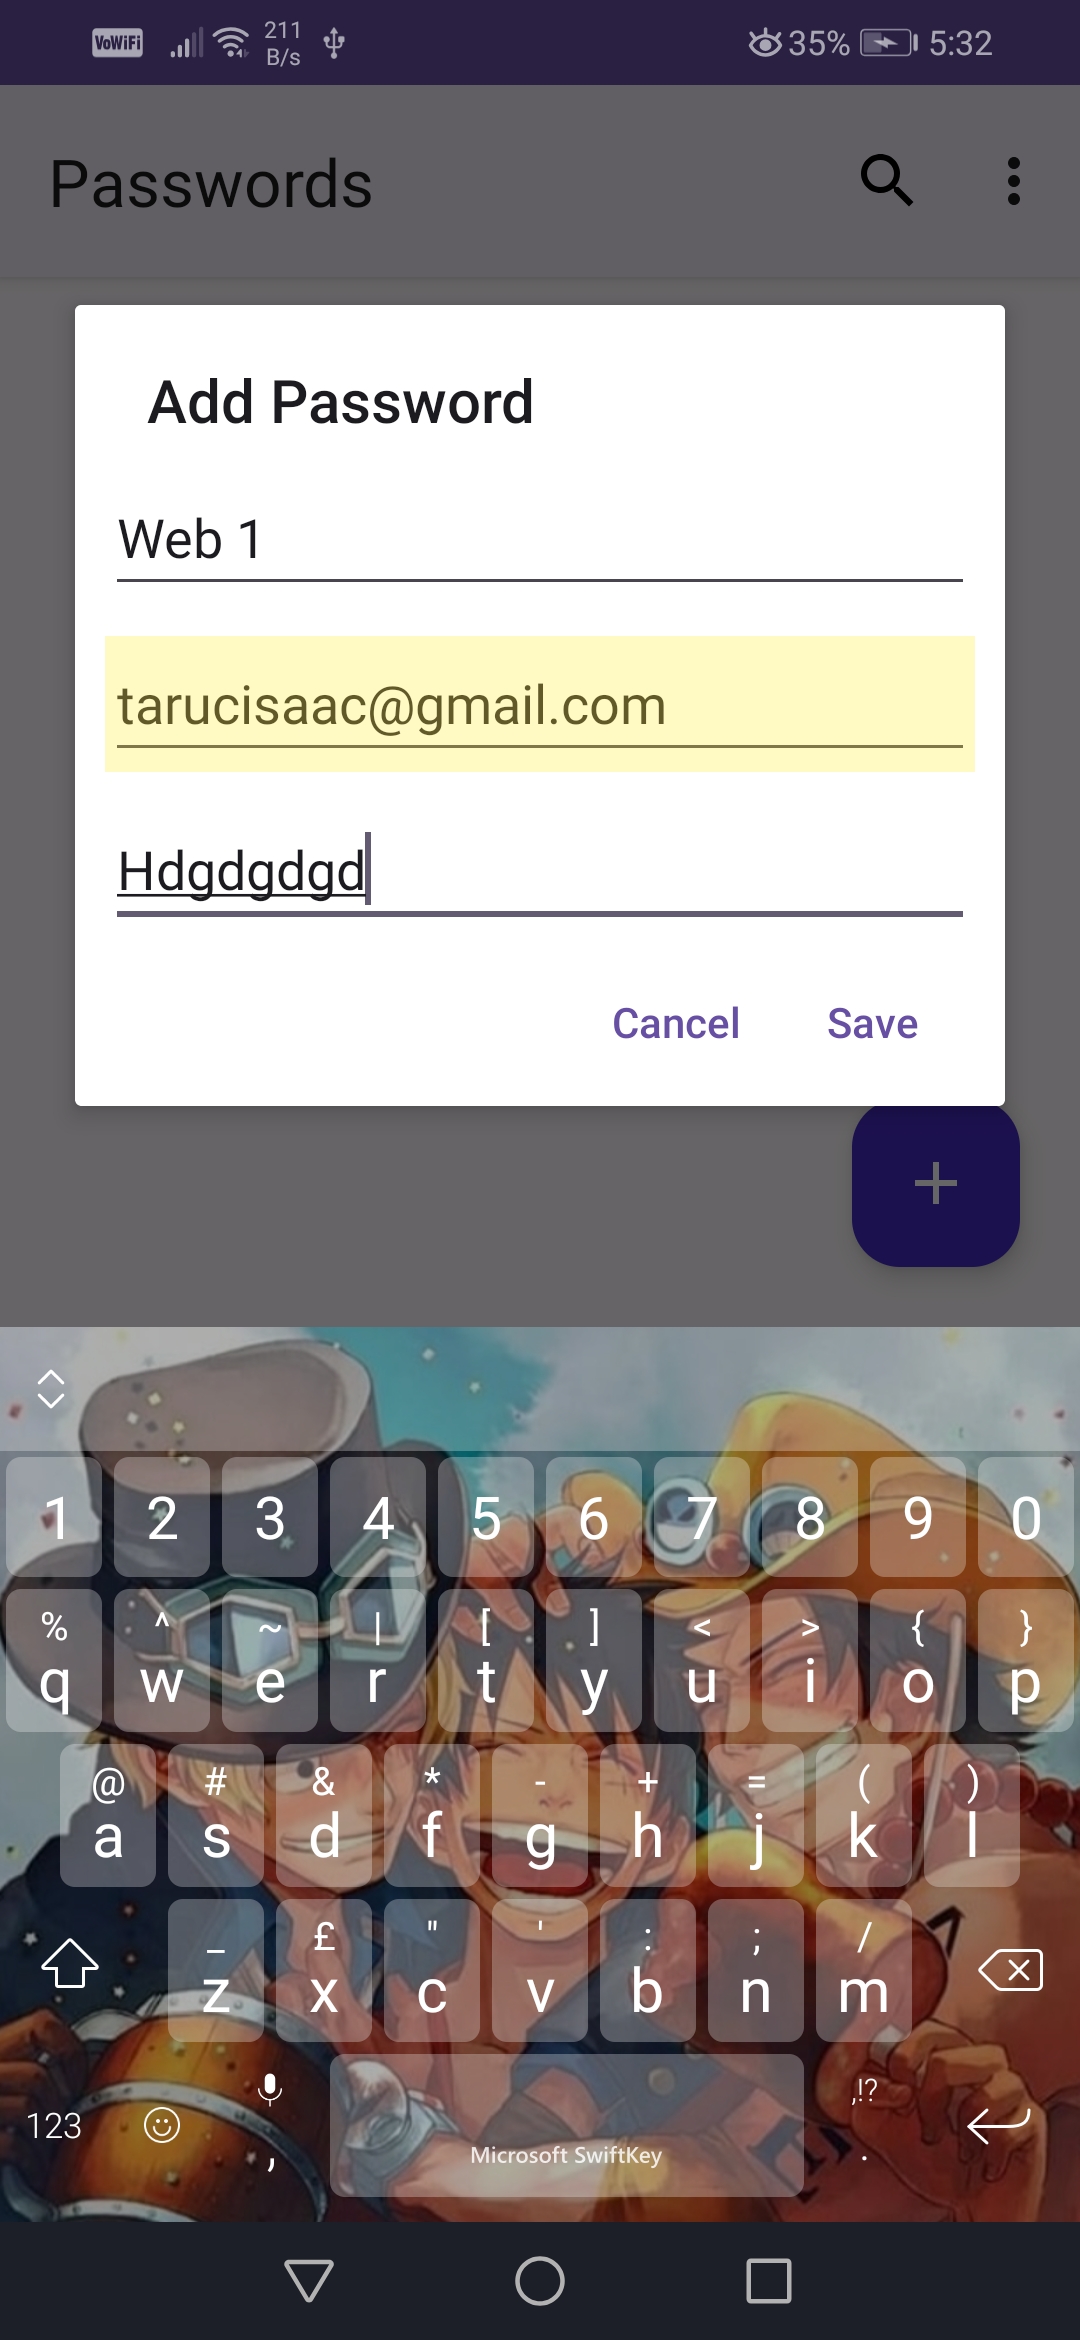 VoWiFi 211 B/s 35% 5:32
Passwords
Add Password
Web 1
tarucisaac@gmail.com
Hdgdgdgd
Cancel Save
+
1 2 3 4 5 6 7 8 9 0
% ^ ~ | [ ] < > { }
q w e r t y u i o p
@ # & * - + = ( )
a s d f g h j k l
_ £ " ' : ; /
z x c v b n m
,!?
123 , Microsoft SwiftKey .